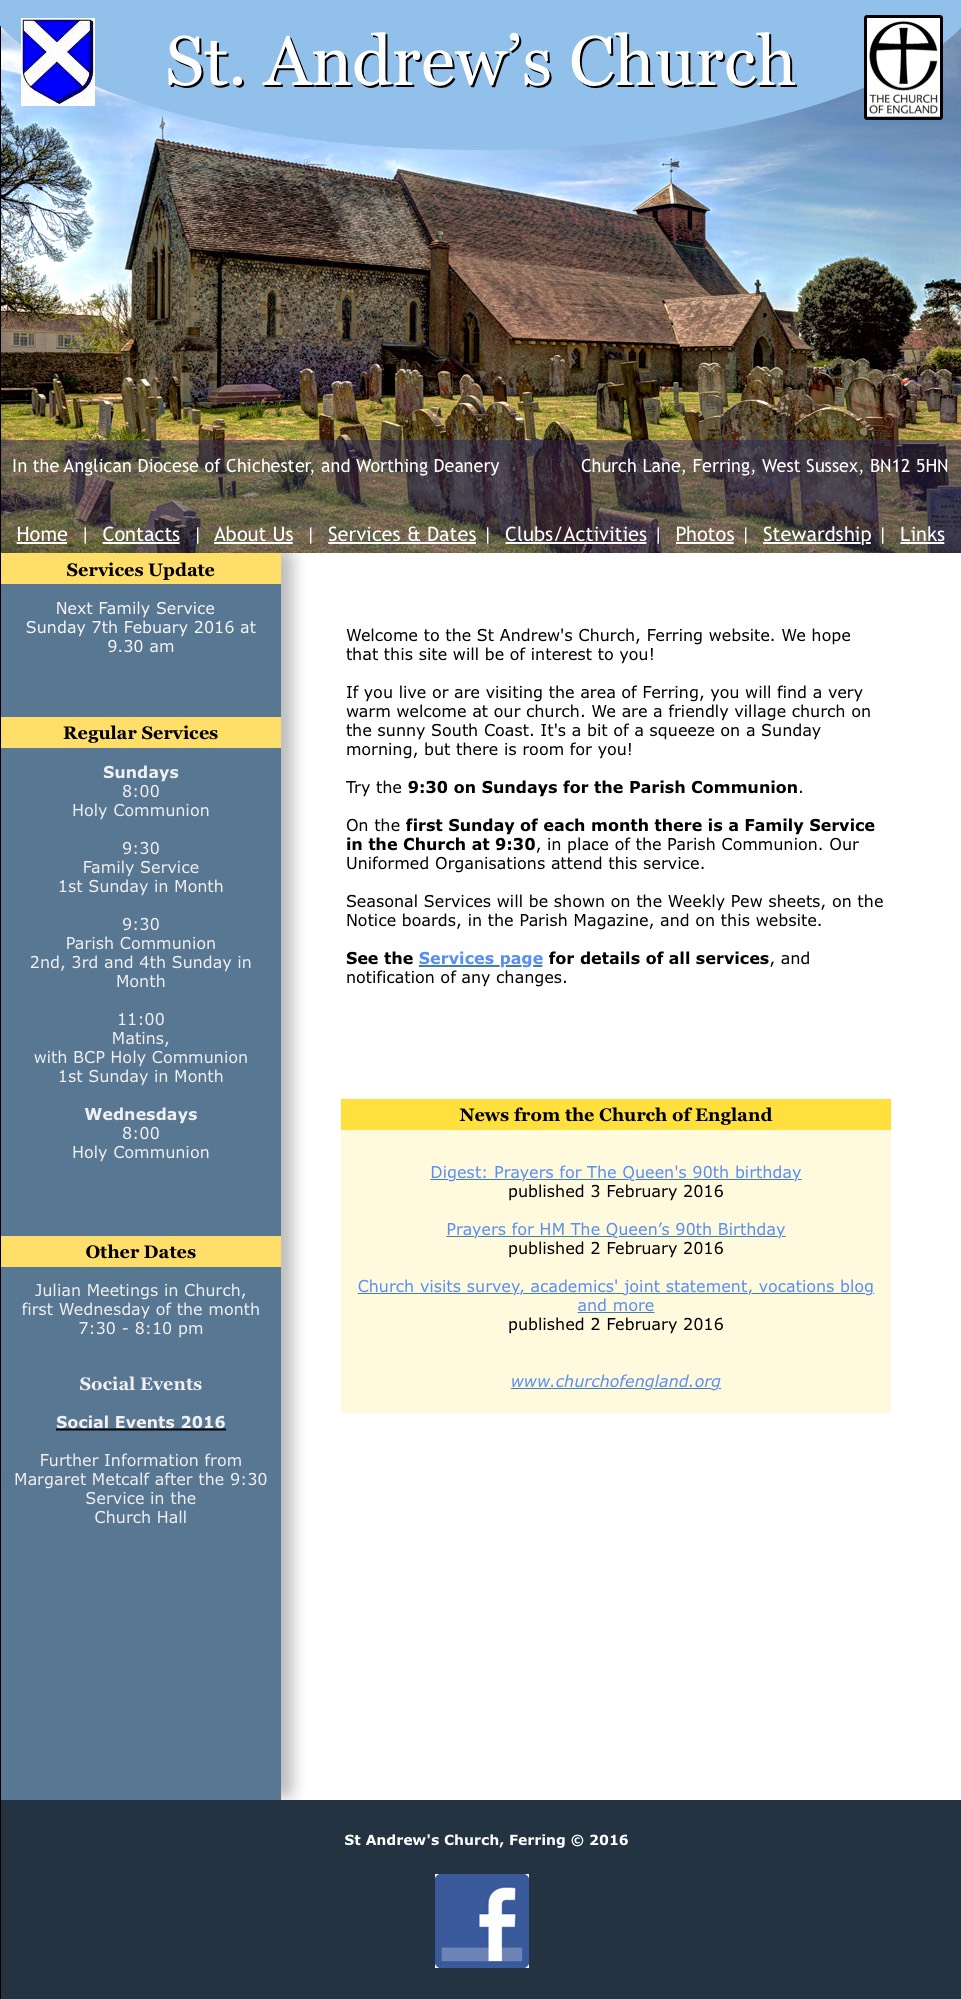 St. Andrew’s Church
THE CHURCH
OF ENGLAND
In the Anglican Diocese of Chichester, and Worthing Deanery
Church Lane, Ferring, West Sussex, BN12 5HN
Home | Contacts | About Us | Services & Dates | Clubs/Activities | Photos | Stewardship | Links
Services Update
Next Family Service
Sunday 7th Febuary 2016 at
9.30 am
Regular Services
Sundays
8:00
Holy Communion
9:30
Family Service
1st Sunday in Month
9:30
Parish Communion
2nd, 3rd and 4th Sunday in
Month
11:00
Matins,
with BCP Holy Communion
1st Sunday in Month
Wednesdays
8:00
Holy Communion
Other Dates
Julian Meetings in Church,
first Wednesday of the month
7:30 - 8:10 pm
Social Events
Social Events 2016
Further Information from
Margaret Metcalf after the 9:30
Service in the
Church Hall
Welcome to the St Andrew's Church, Ferring website. We hope
that this site will be of interest to you!
If you live or are visiting the area of Ferring, you will find a very
warm welcome at our church. We are a friendly village church on
the sunny South Coast. It's a bit of a squeeze on a Sunday
morning, but there is room for you!
Try the 9:30 on Sundays for the Parish Communion.
On the first Sunday of each month there is a Family Service
in the Church at 9:30, in place of the Parish Communion. Our
Uniformed Organisations attend this service.
Seasonal Services will be shown on the Weekly Pew sheets, on the
Notice boards, in the Parish Magazine, and on this website.
See the Services page for details of all services, and
notification of any changes.
News from the Church of England
Digest: Prayers for The Queen's 90th birthday
published 3 February 2016
Prayers for HM The Queen’s 90th Birthday
published 2 February 2016
Church visits survey, academics' joint statement, vocations blog
and more
published 2 February 2016
www.churchofengland.org
St Andrew's Church, Ferring © 2016
f